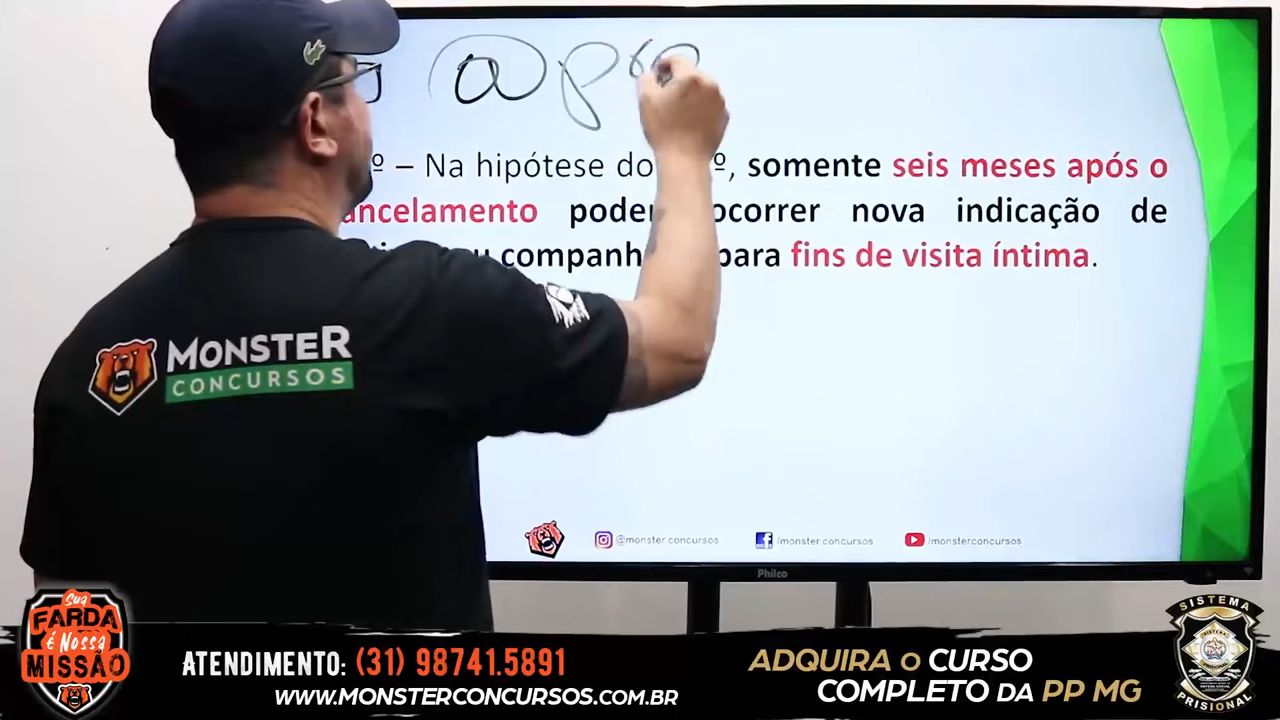 @pro
º – Na hipótese do º, somente seis meses após o
ancelamento poder ocorrer nova indicação de
companh para fins de visita íntima.
MONSTER
CONCURSOS
@monster.concursos /monster.concursos /monsterconcursos
Philco
Sua
FARDA
é Nossa
MISSÃO
ATENDIMENTO: (31) 98741.5891
WWW.MONSTERCONCURSOS.COM.BR
ADQUIRA O CURSO
COMPLETO DA PP MG
SISTEMA
PRISIONAL